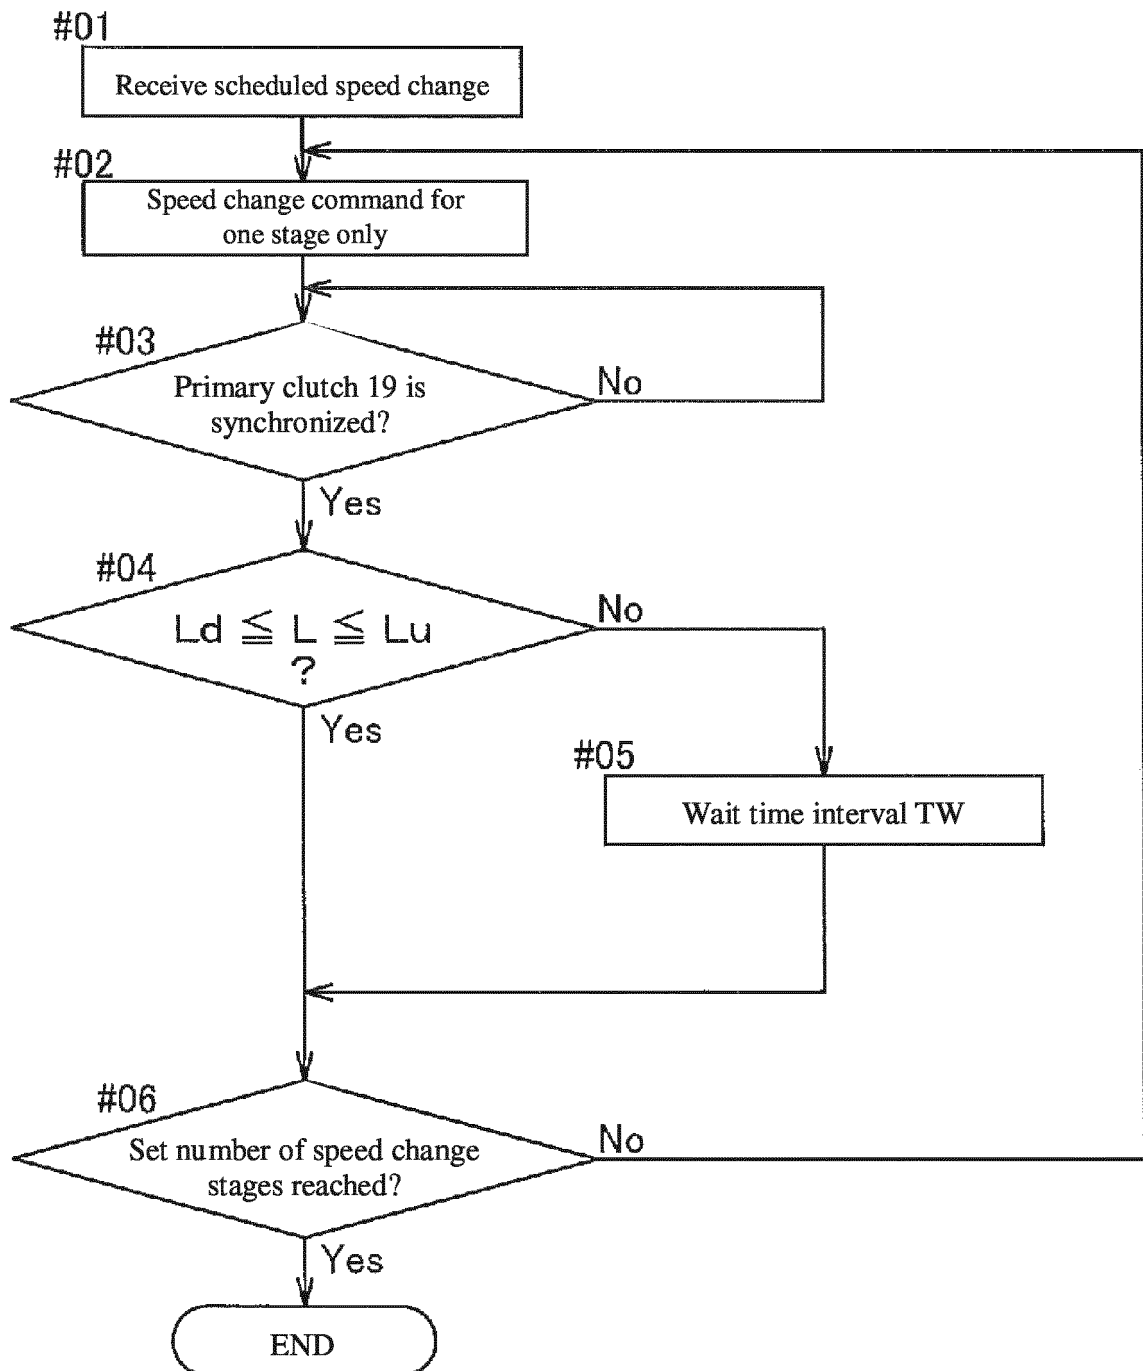 #01
Receive scheduled speed change
#02
Speed change command for
one stage only
#03
Primary clutch 19 is
synchronized?
No
Yes
#04
Ld ≦ L ≦ Lu
?
No
Yes
#05
Wait time interval TW
#06
Set number of speed change
stages reached?
No
Yes
END